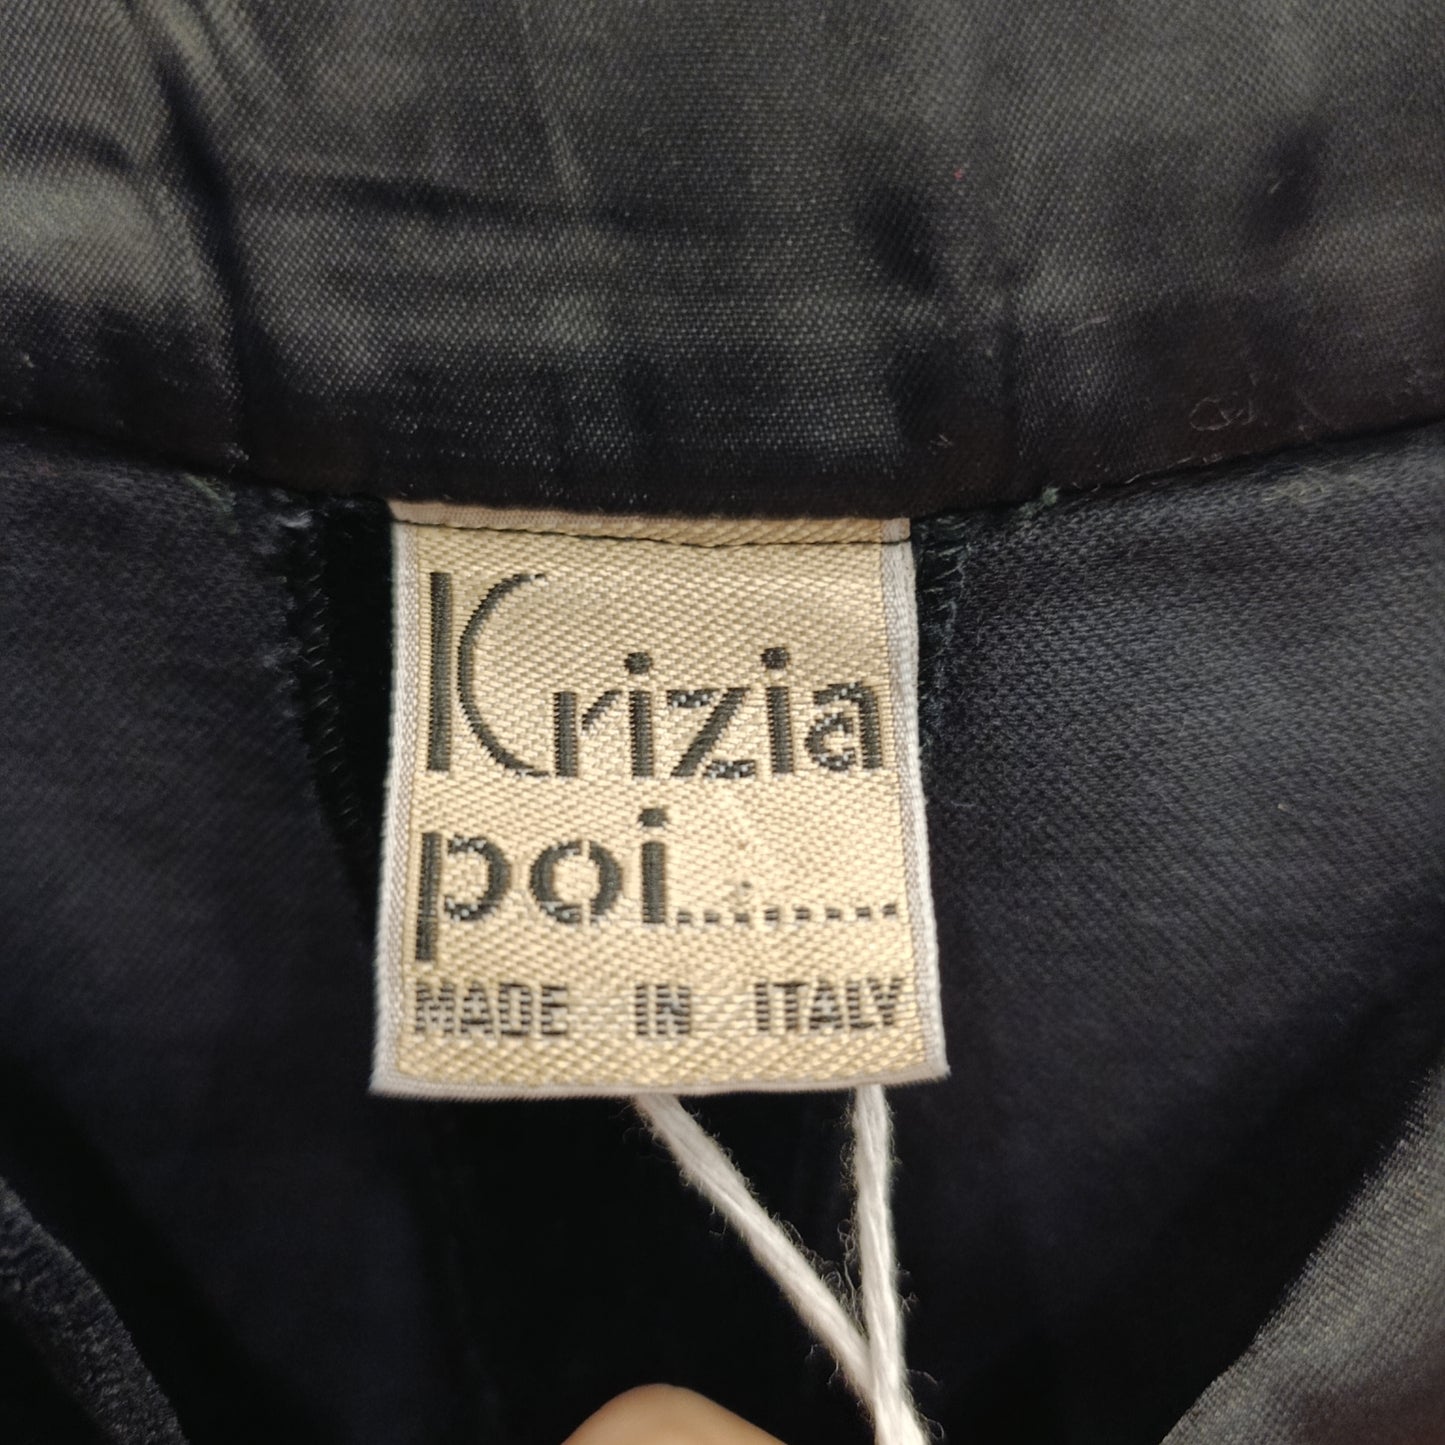 Krizia
poi..........
MADE IN ITALY